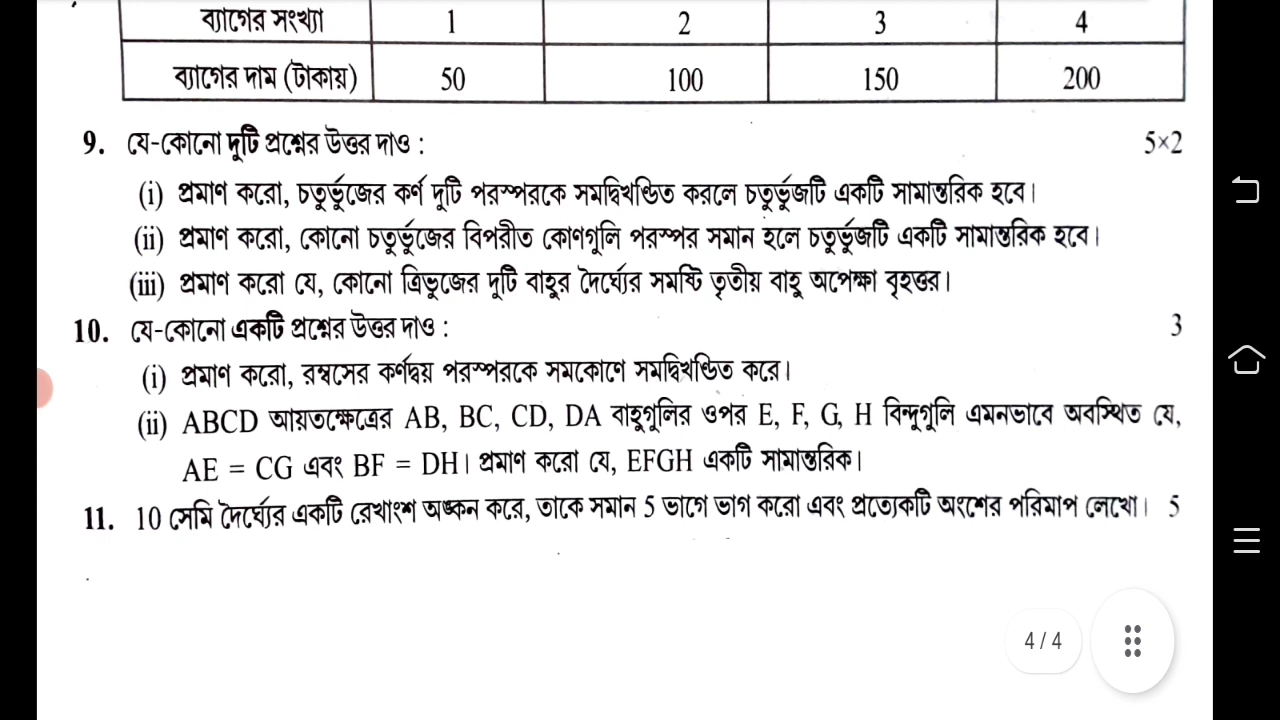 ব্যাগের সংখ্যা 1 2 3 4
ব্যাগের দাম (টাকায়) 50 100 150 200
9. যে-কোনো দুটি প্রশ্নের উত্তর দাও : 5×2
(i) প্রমাণ করো, চতুর্ভুজের কর্ণ দুটি পরস্পরকে সমদ্বিখণ্ডিত করলে চতুর্ভুজটি একটি সামান্তরিক হবে।
(ii) প্রমাণ করো, কোনো চতুর্ভুজের বিপরীত কোণগুলি পরস্পর সমান হলে চতুর্ভুজটি একটি সামান্তরিক হবে।
(iii) প্রমাণ করো যে, কোনো ত্রিভুজের দুটি বাহুর দৈর্ঘ্যের সমষ্টি তৃতীয় বাহু অপেক্ষা বৃহত্তর।
10. যে-কোনো একটি প্রশ্নের উত্তর দাও : 3
(i) প্রমাণ করো, রম্বসের কর্ণদ্বয় পরস্পরকে সমকোণে সমদ্বিখণ্ডিত করে।
(ii) ABCD আয়তক্ষেত্রের AB, BC, CD, DA বাহুগুলির ওপর E, F, G, H বিন্দুগুলি এমনভাবে অবস্থিত যে,
AE = CG এবং BF = DH। প্রমাণ করো যে, EFGH একটি সামান্তরিক।
11. 10 সেমি দৈর্ঘ্যের একটি রেখাংশ অঙ্কন করে, তাকে সমান 5 ভাগে ভাগ করো এবং প্রত্যেকটি অংশের পরিমাপ লেখো। 5
4 / 4